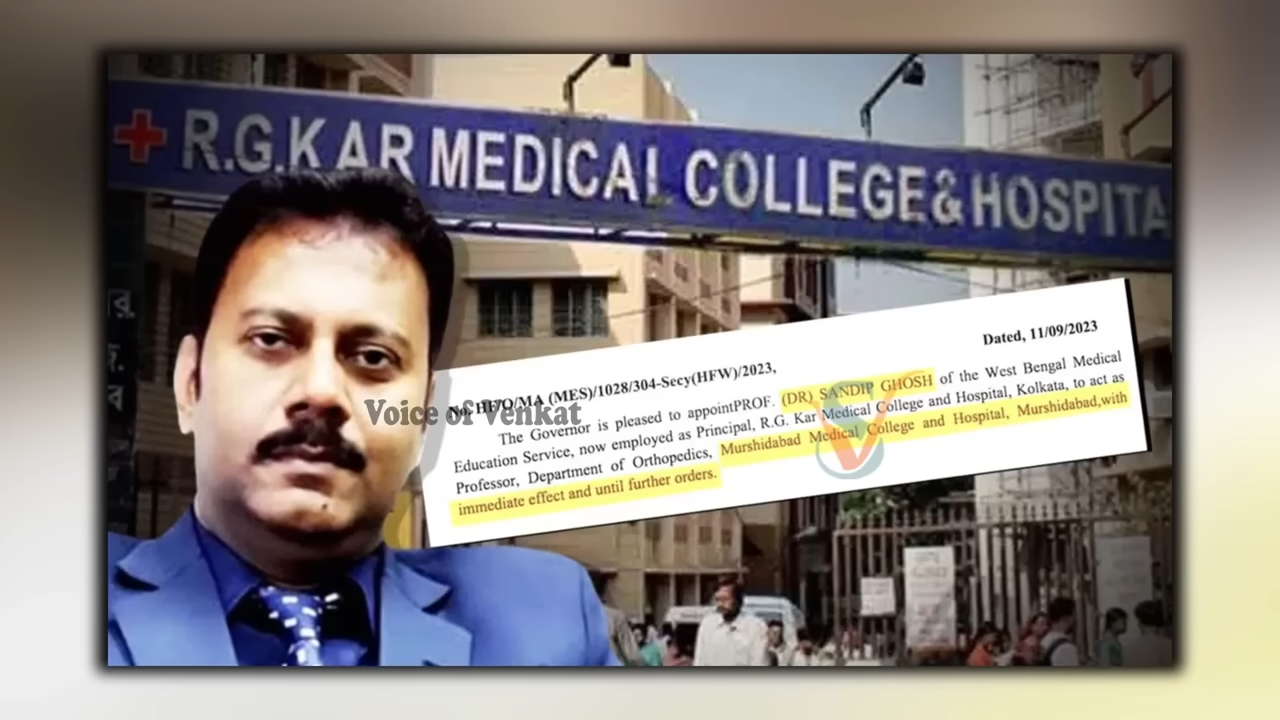 R.G.KAR MEDICAL COLLEGE & HOSPITA
Dated, 11/09/2023
No. HFO/MA (MES)/1028/304-Secy(HFW)/2023,
The Governor is pleased to appointPROF. (DR) SANDIP GHOSH of the West Bengal Medical
Education Service, now employed as Principal, R.G. Kar Medical College and Hospital, Kolkata, to act as
Professor, Department of Orthopedics, Murshidabad Medical College and Hospital, Murshidabad,with
immediate effect and until further orders.
Voice of Venkat